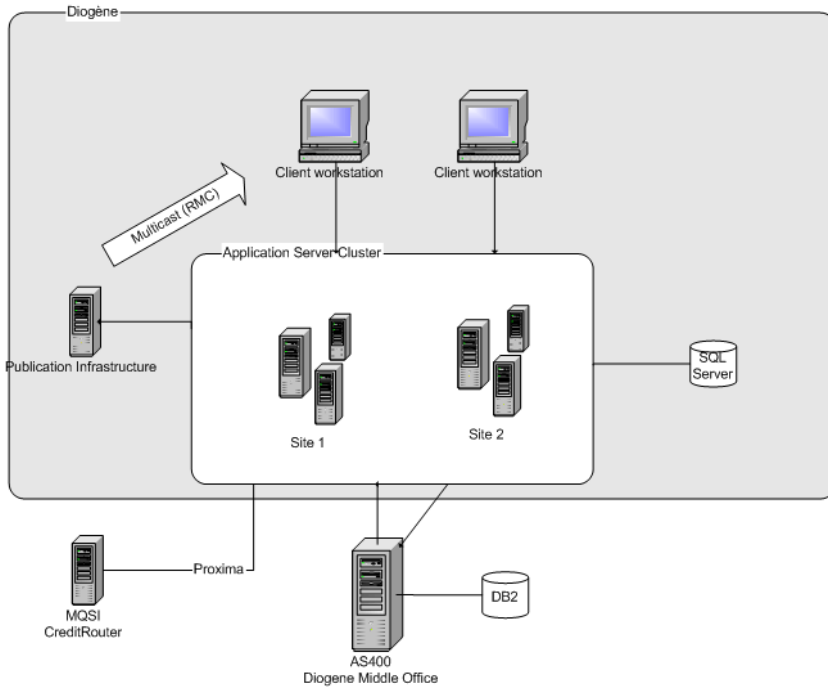 Diogène
Client workstation
Client workstation
Multicast (RMC)
Application Server Cluster
Publication Infrastructure
SQL
Server
Site 1
Site 2
Proxima
MQSI
CreditRouter
DB2
AS400
Diogene Middle Office